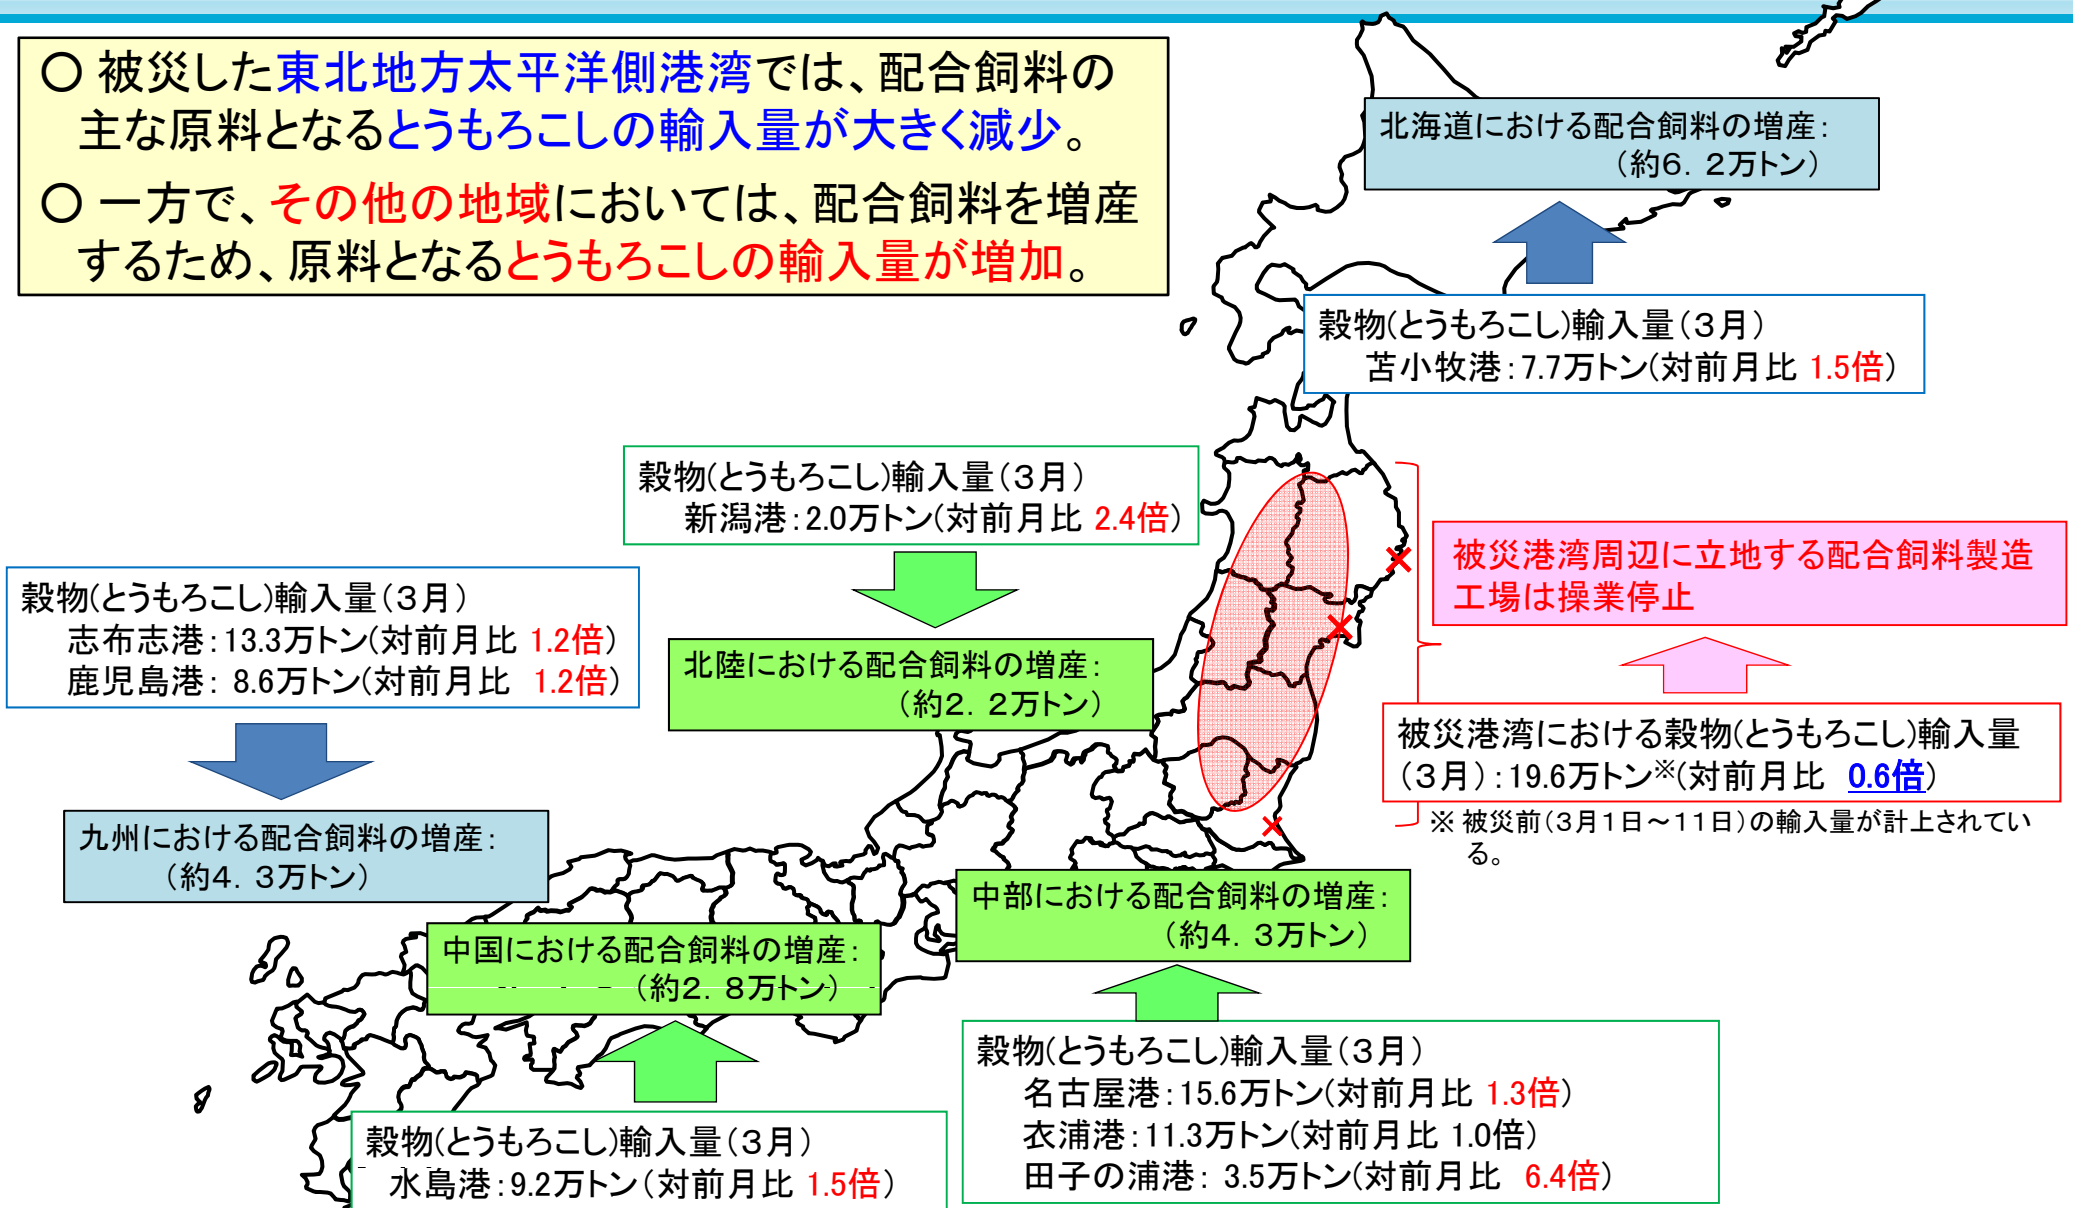 ○ 被災した東北地方太平洋側港湾では、配合飼料の
主な原料となるとうもろこしの輸入量が大きく減少。
○ 一方で、その他の地域においては、配合飼料を増産
するため、原料となるとうもろこしの輸入量が増加。
北海道における配合飼料の増産：
（約６．２万トン）
穀物(とうもろこし)輸入量（３月）
苫小牧港：7.7万トン(対前月比 1.5倍）
穀物(とうもろこし)輸入量（３月）
新潟港：2.0万トン(対前月比 2.4倍）
北陸における配合飼料の増産：
（約２．２万トン）
穀物(とうもろこし)輸入量（３月）
志布志港：13.3万トン(対前月比 1.2倍）
鹿児島港： 8.6万トン(対前月比 1.2倍）
九州における配合飼料の増産：
（約４．３万トン）
被災港湾周辺に立地する配合飼料製造
工場は操業停止
被災港湾における穀物(とうもろこし)輸入量
（３月）：19.6万トン※(対前月比 0.6倍）
※ 被災前（３月１日～１１日）の輸入量が計上されてい
る。
中部における配合飼料の増産：
（約４．３万トン）
穀物(とうもろこし)輸入量（３月）
名古屋港：15.6万トン(対前月比 1.3倍）
衣浦港：11.3万トン(対前月比 1.0倍）
田子の浦港： 3.5万トン(対前月比 6.4倍）
中国における配合飼料の増産：
（約２．８万トン）
穀物(とうもろこし)輸入量（３月）
水島港：9.2万トン（対前月比 1.5倍）